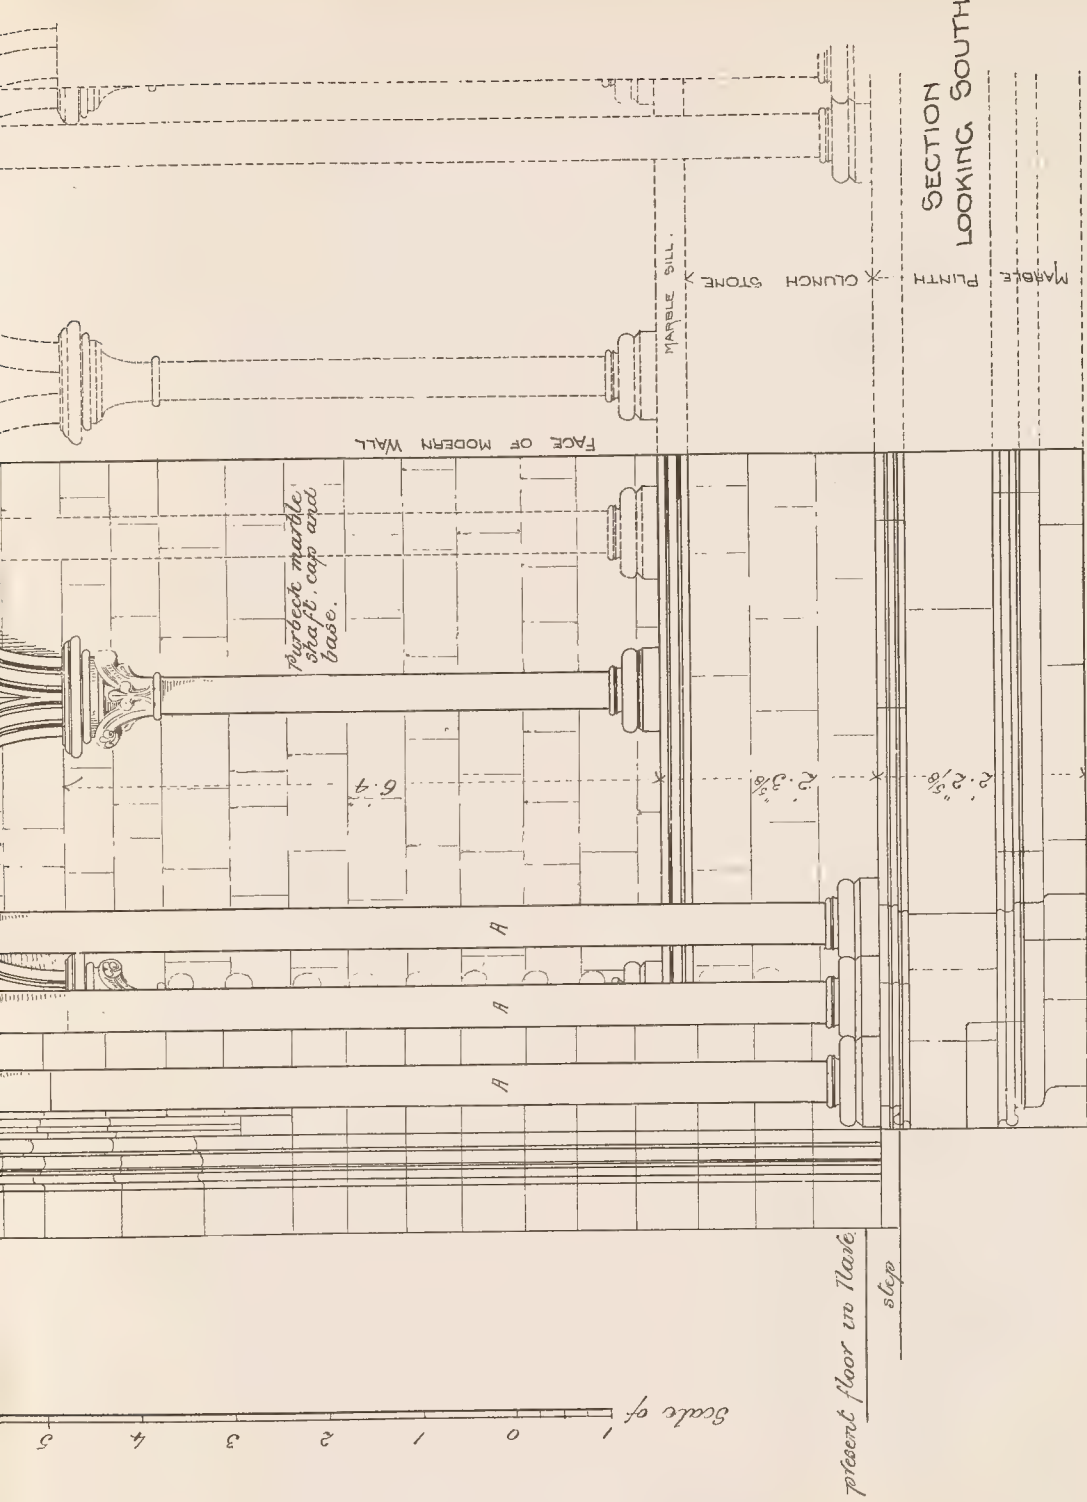 SECTION
LOOKING SOUTH
MARBLE SILL.
CLUNCH STONE
PLINTH
MARBLE
FACE OF MODERN WALL
Purbeck marble
shaft, cap and
base.
6'.4"
2'.3⅝"
2'.2⅝"
A
A
A
present floor in Nave
step
Scale of
1 0 1 2 3 4 5